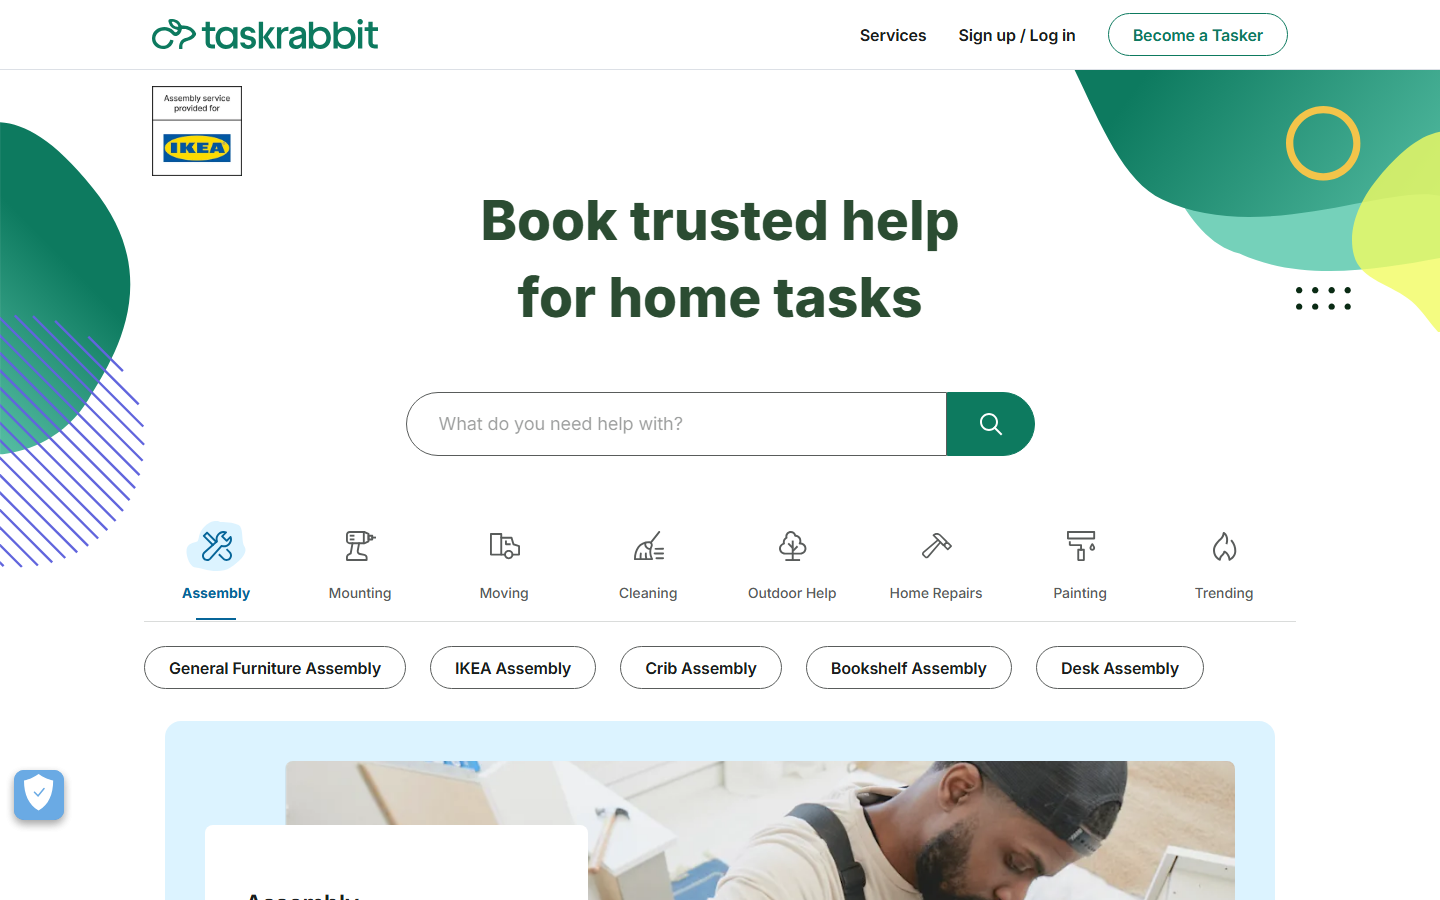 taskrabbit
Services
Sign up / Log in
Become a Tasker
Assembly service
provided for
IKEA
Book trusted help
for home tasks
What do you need help with?
Assembly
Mounting
Moving
Cleaning
Outdoor Help
Home Repairs
Painting
Trending
General Furniture Assembly
IKEA Assembly
Crib Assembly
Bookshelf Assembly
Desk Assembly
Assembly